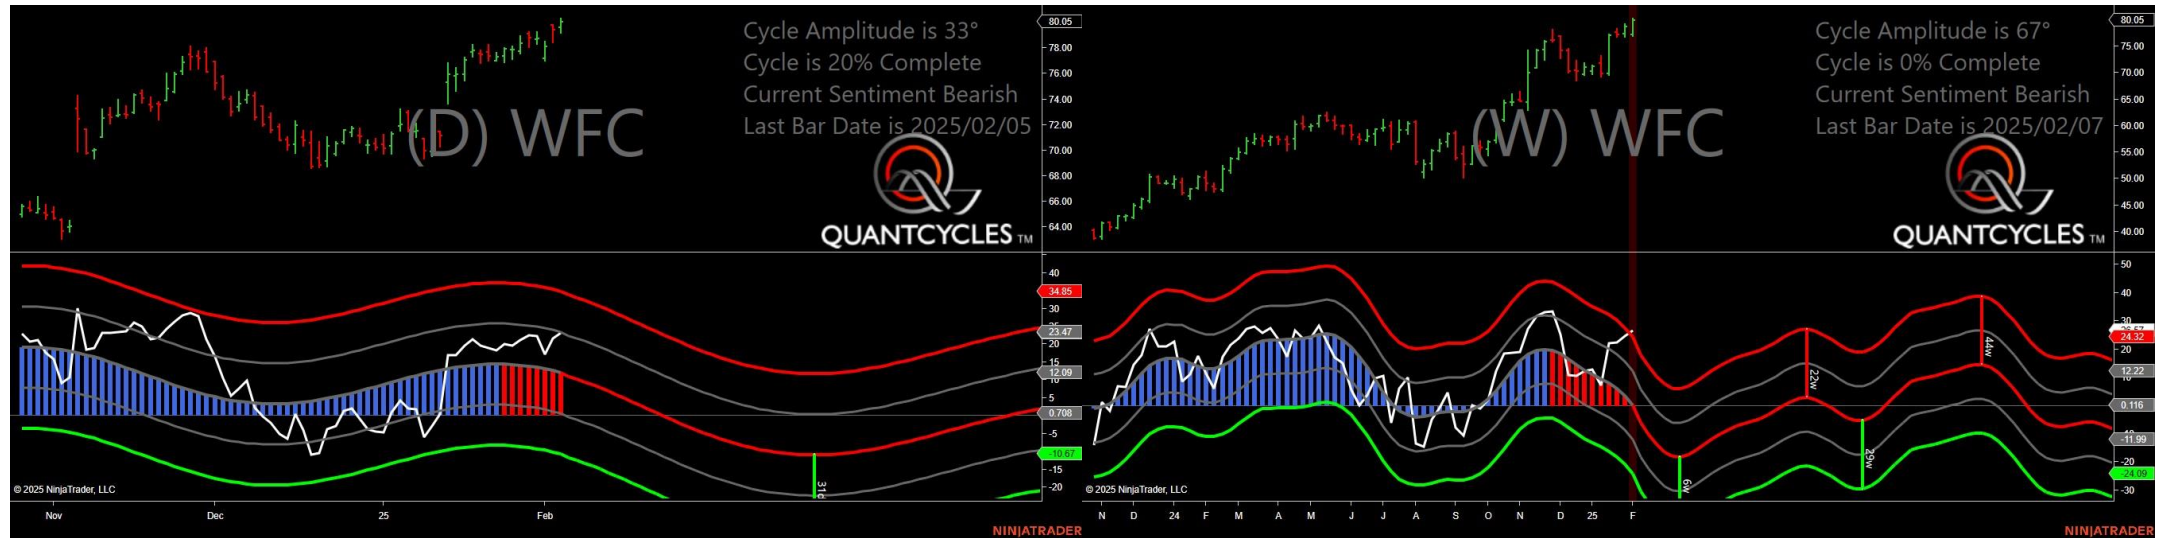 Cycle Amplitude is 33°
Cycle is 20% Complete
Current Sentiment Bearish
Last Bar Date is 2025/02/05
(D) WFC
QUANTCYCLES TM
80.05
78.00
76.00
74.00
72.00
70.00
68.00
66.00
64.00
40
34.85
30
23.47
20
15
12.09
10
5
0.708
-5
-10.67
-15
-20
31d
© 2025 NinjaTrader, LLC
Nov Dec 25 Feb
NINJATRADER
Cycle Amplitude is 67°
Cycle is 0% Complete
Current Sentiment Bearish
Last Bar Date is 2025/02/07
(W) WFC
QUANTCYCLES TM
80.05
75.00
70.00
65.00
60.00
55.00
50.00
45.00
40.00
50
40
30
26.57
24.32
20
12.22
0.116
-11.99
-20
-24.09
-30
6w
22w
29w
44w
© 2025 NinjaTrader, LLC
N D 24 F M A M J J A S O N D 25 F
NINJATRADER